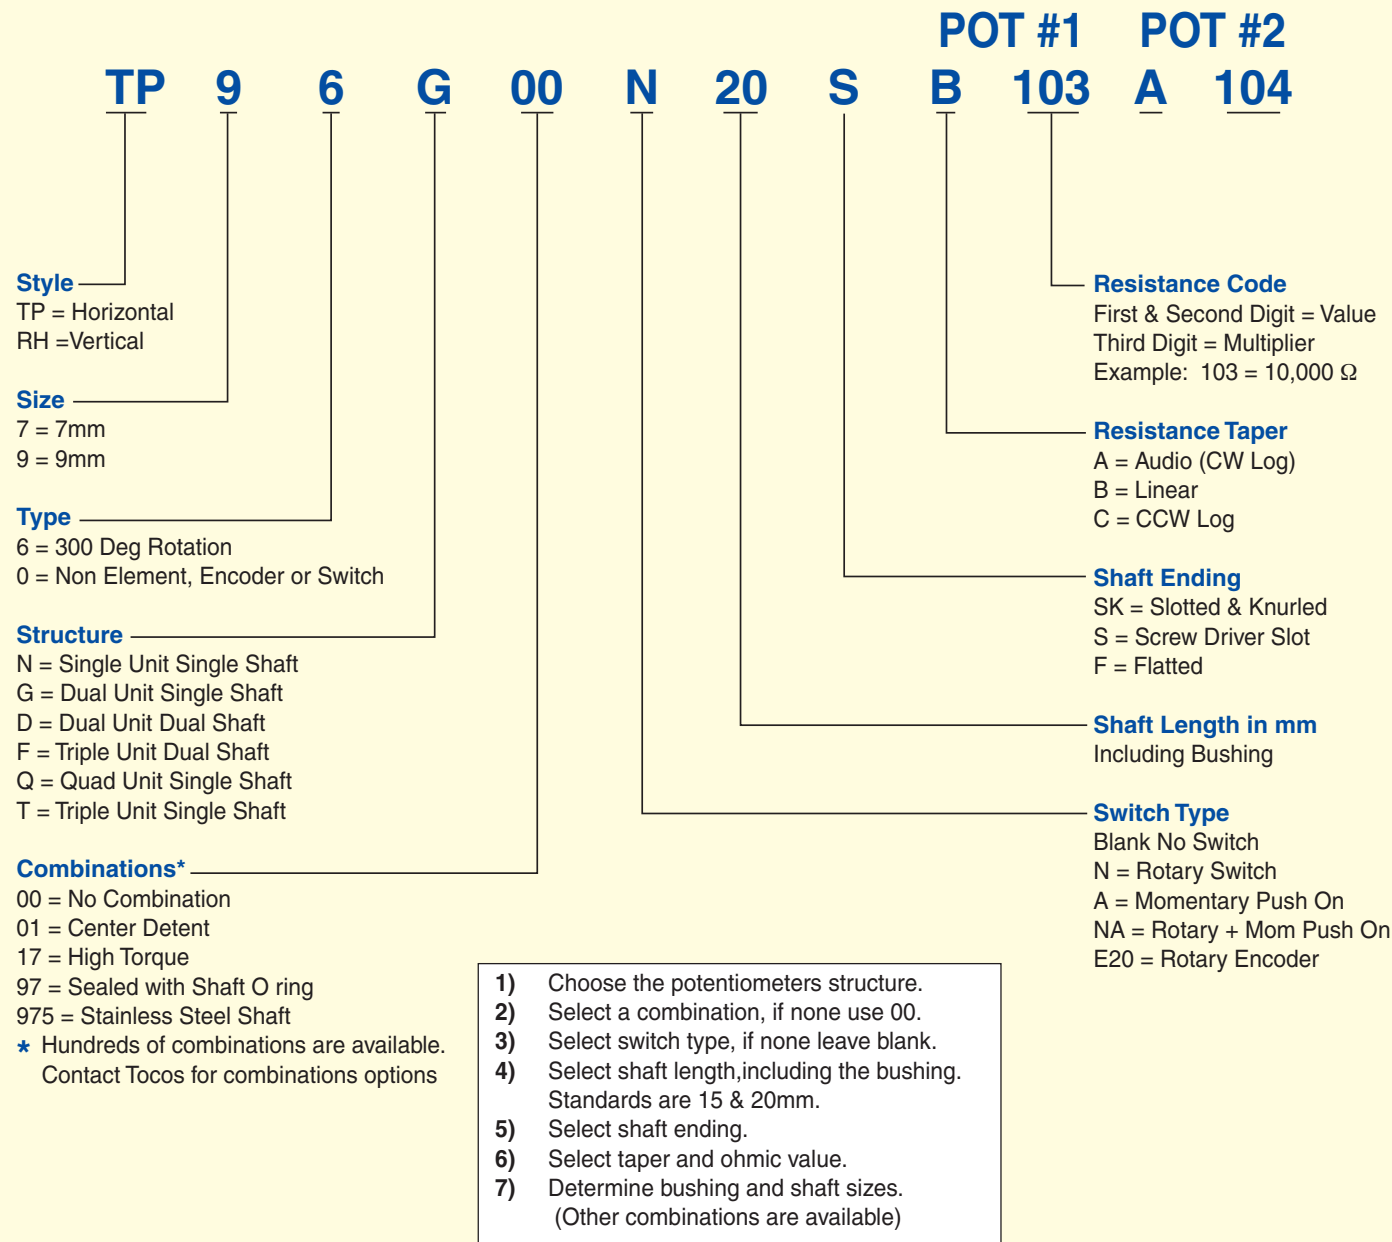 POT #1 POT #2
TP 9 6 G 00 N 20 S B 103 A 104
Style
TP = Horizontal
RH =Vertical
Size
7 = 7mm
9 = 9mm
Type
6 = 300 Deg Rotation
0 = Non Element, Encoder or Switch
Structure
N = Single Unit Single Shaft
G = Dual Unit Single Shaft
D = Dual Unit Dual Shaft
F = Triple Unit Dual Shaft
Q = Quad Unit Single Shaft
T = Triple Unit Single Shaft
Combinations*
00 = No Combination
01 = Center Detent
17 = High Torque
97 = Sealed with Shaft O ring
975 = Stainless Steel Shaft
* Hundreds of combinations are available.
Contact Tocos for combinations options
Resistance Code
First & Second Digit = Value
Third Digit = Multiplier
Example: 103 = 10,000 Ω
Resistance Taper
A = Audio (CW Log)
B = Linear
C = CCW Log
Shaft Ending
SK = Slotted & Knurled
S = Screw Driver Slot
F = Flatted
Shaft Length in mm
Including Bushing
Switch Type
Blank No Switch
N = Rotary Switch
A = Momentary Push On
NA = Rotary + Mom Push On
E20 = Rotary Encoder
1) Choose the potentiometers structure.
2) Select a combination, if none use 00.
3) Select switch type, if none leave blank.
4) Select shaft length,including the bushing.
Standards are 15 & 20mm.
5) Select shaft ending.
6) Select taper and ohmic value.
7) Determine bushing and shaft sizes.
(Other combinations are available)